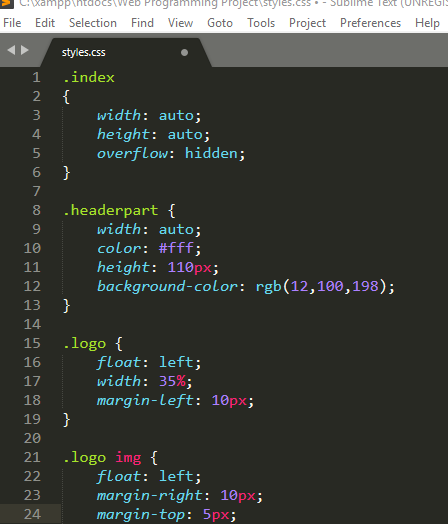 C:\xampp\htdocs\Web Programming Project\styles.css • - Sublime Text (UNREGIS
File Edit Selection Find View Goto Tools Project Preferences Help
styles.css
1 .index
2 {
3 width: auto;
4 height: auto;
5 overflow: hidden;
6 }
7
8 .headerpart {
9 width: auto;
10 color: #fff;
11 height: 110px;
12 background-color: rgb(12,100,198);
13 }
14
15 .logo {
16 float: left;
17 width: 35%;
18 margin-left: 10px;
19 }
20
21 .logo img {
22 float: left;
23 margin-right: 10px;
24 margin-top: 5px;